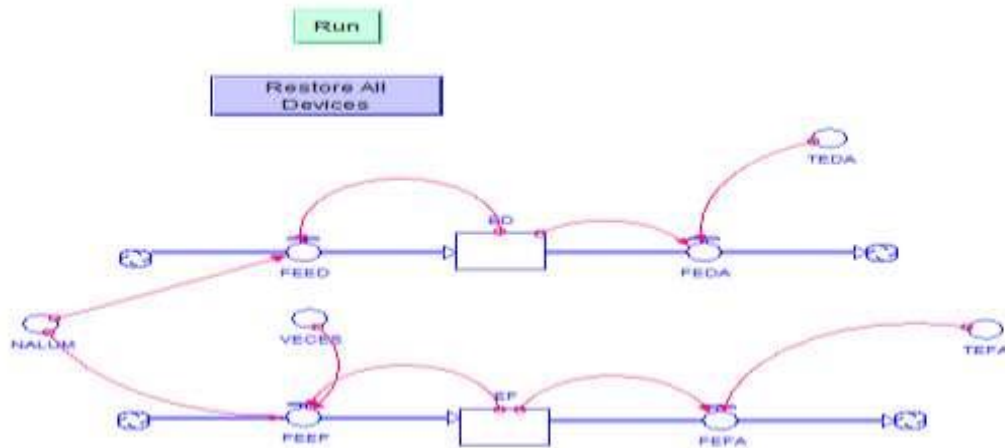 Run
Restore All
Devices
TEDA
ED
FEED
FEDA
NALUM
VECES
TEFA
EF
FEEF
FEFA